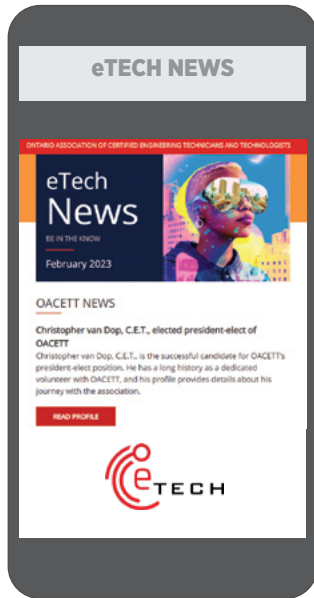 eTECH NEWS
ONTARIO ASSOCIATION OF CERTIFIED ENGINEERING TECHNICIANS AND TECHNOLOGISTS
eTech
News
BE IN THE KNOW
February 2023
OACETT NEWS
Christopher van Dop, C.E.T., elected president-elect of
OACETT
Christopher van Dop, C.E.T., is the successful candidate for OACETT's
president-elect position. He has a long history as a dedicated
volunteer with OACETT, and his profile provides details about his
journey with the association.
READ PROFILE
eTECH